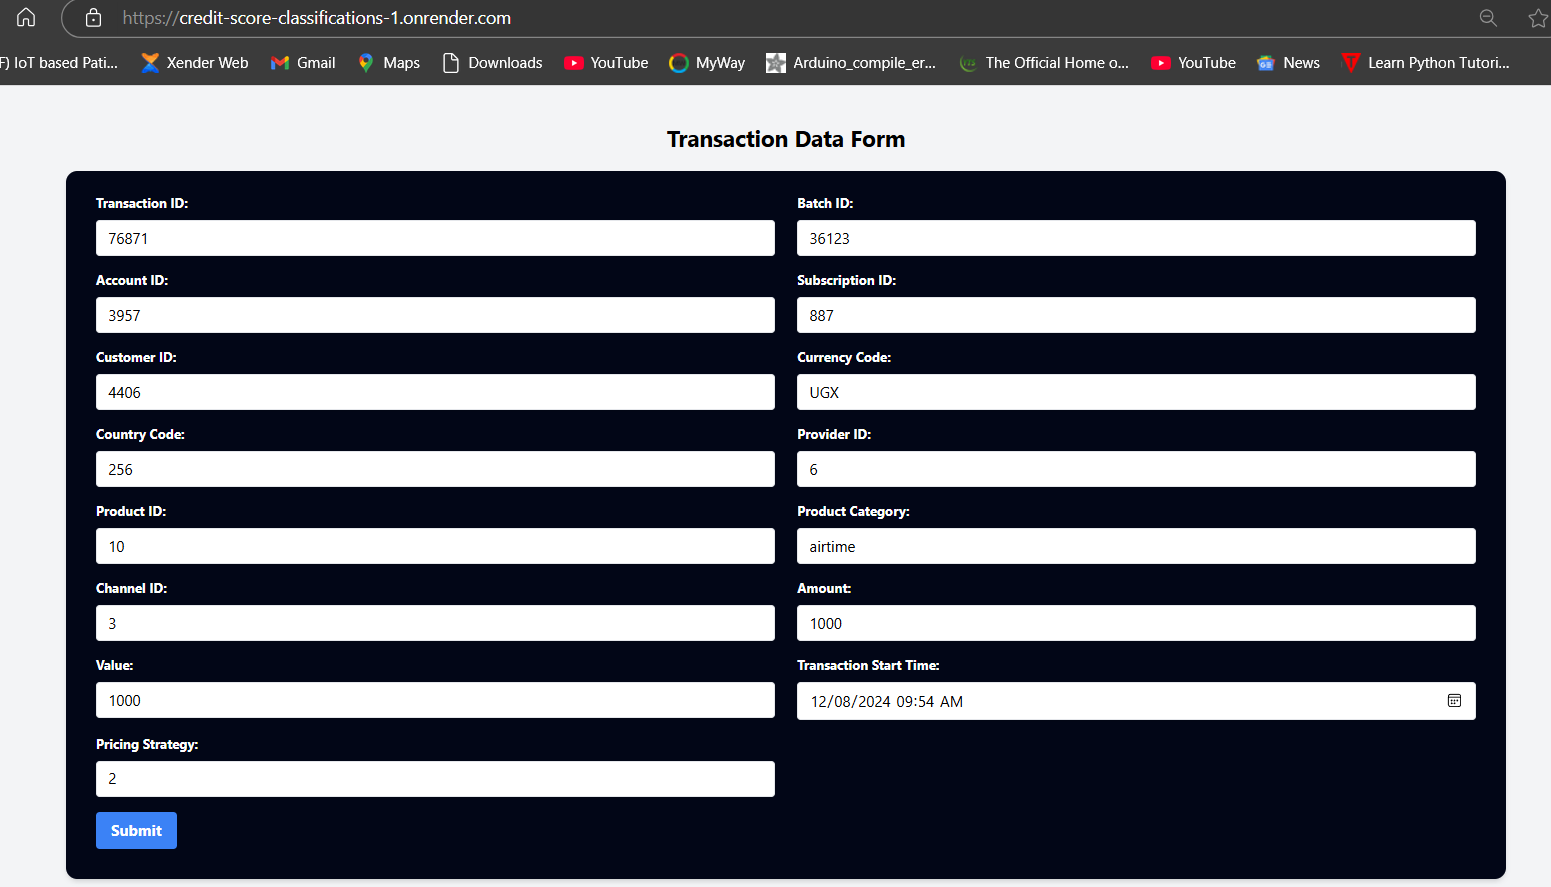 https://credit-score-classifications-1.onrender.com
F) IoT based Pati... Xender Web Gmail Maps Downloads YouTube MyWay Arduino_compile_er... The Official Home o... YouTube News Learn Python Tutori...
Transaction Data Form
Transaction ID: Batch ID:
76871 36123
Account ID: Subscription ID:
3957 887
Customer ID: Currency Code:
4406 UGX
Country Code: Provider ID:
256 6
Product ID: Product Category:
10 airtime
Channel ID: Amount:
3 1000
Value: Transaction Start Time:
1000 12/08/2024 09:54 AM
Pricing Strategy:
2
Submit